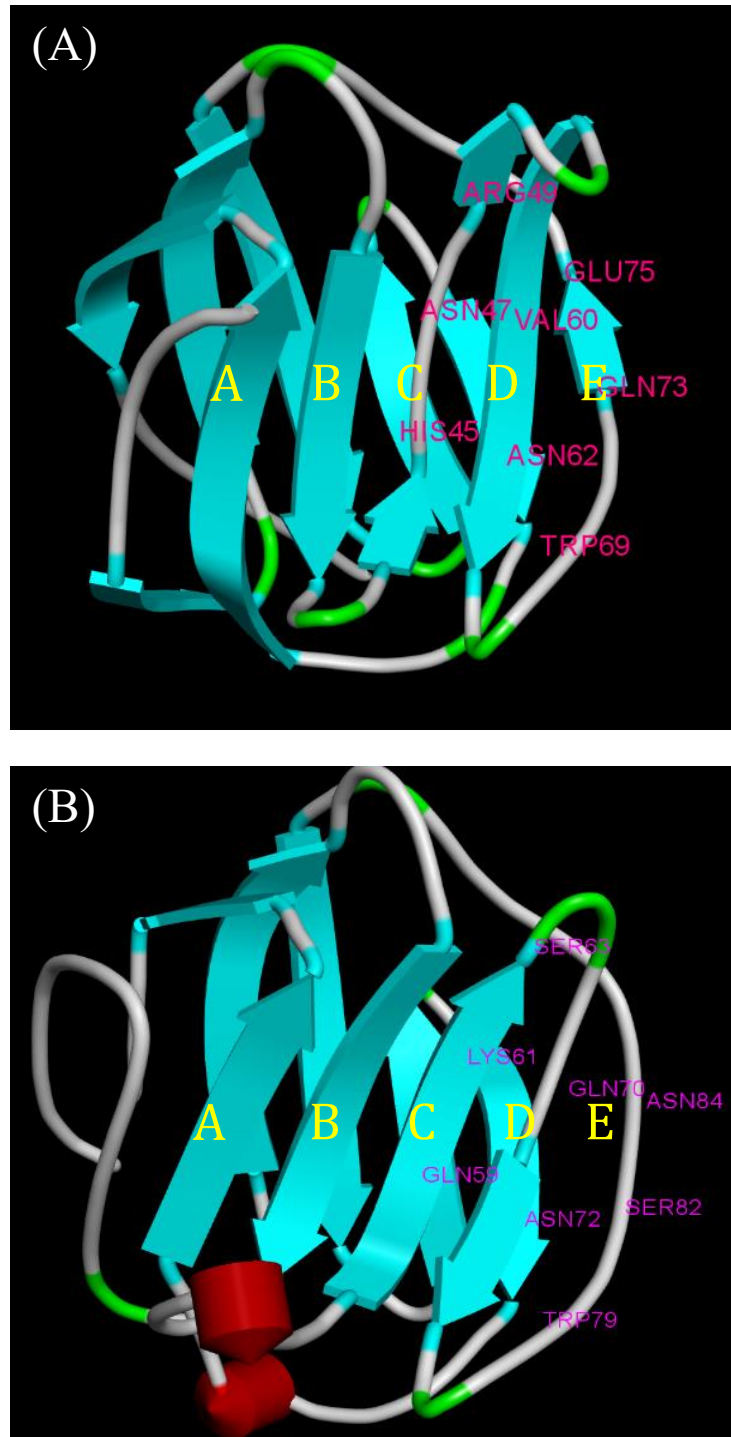 (A)
ARG49
GLU75
ASN47 VAL60
A B C D E GLN73
HIS45
ASN62
TRP69
(B)
SER63
LYS61
GLN70 ASN84
A B C D E
GLN59
ASN72 SER82
TRP79